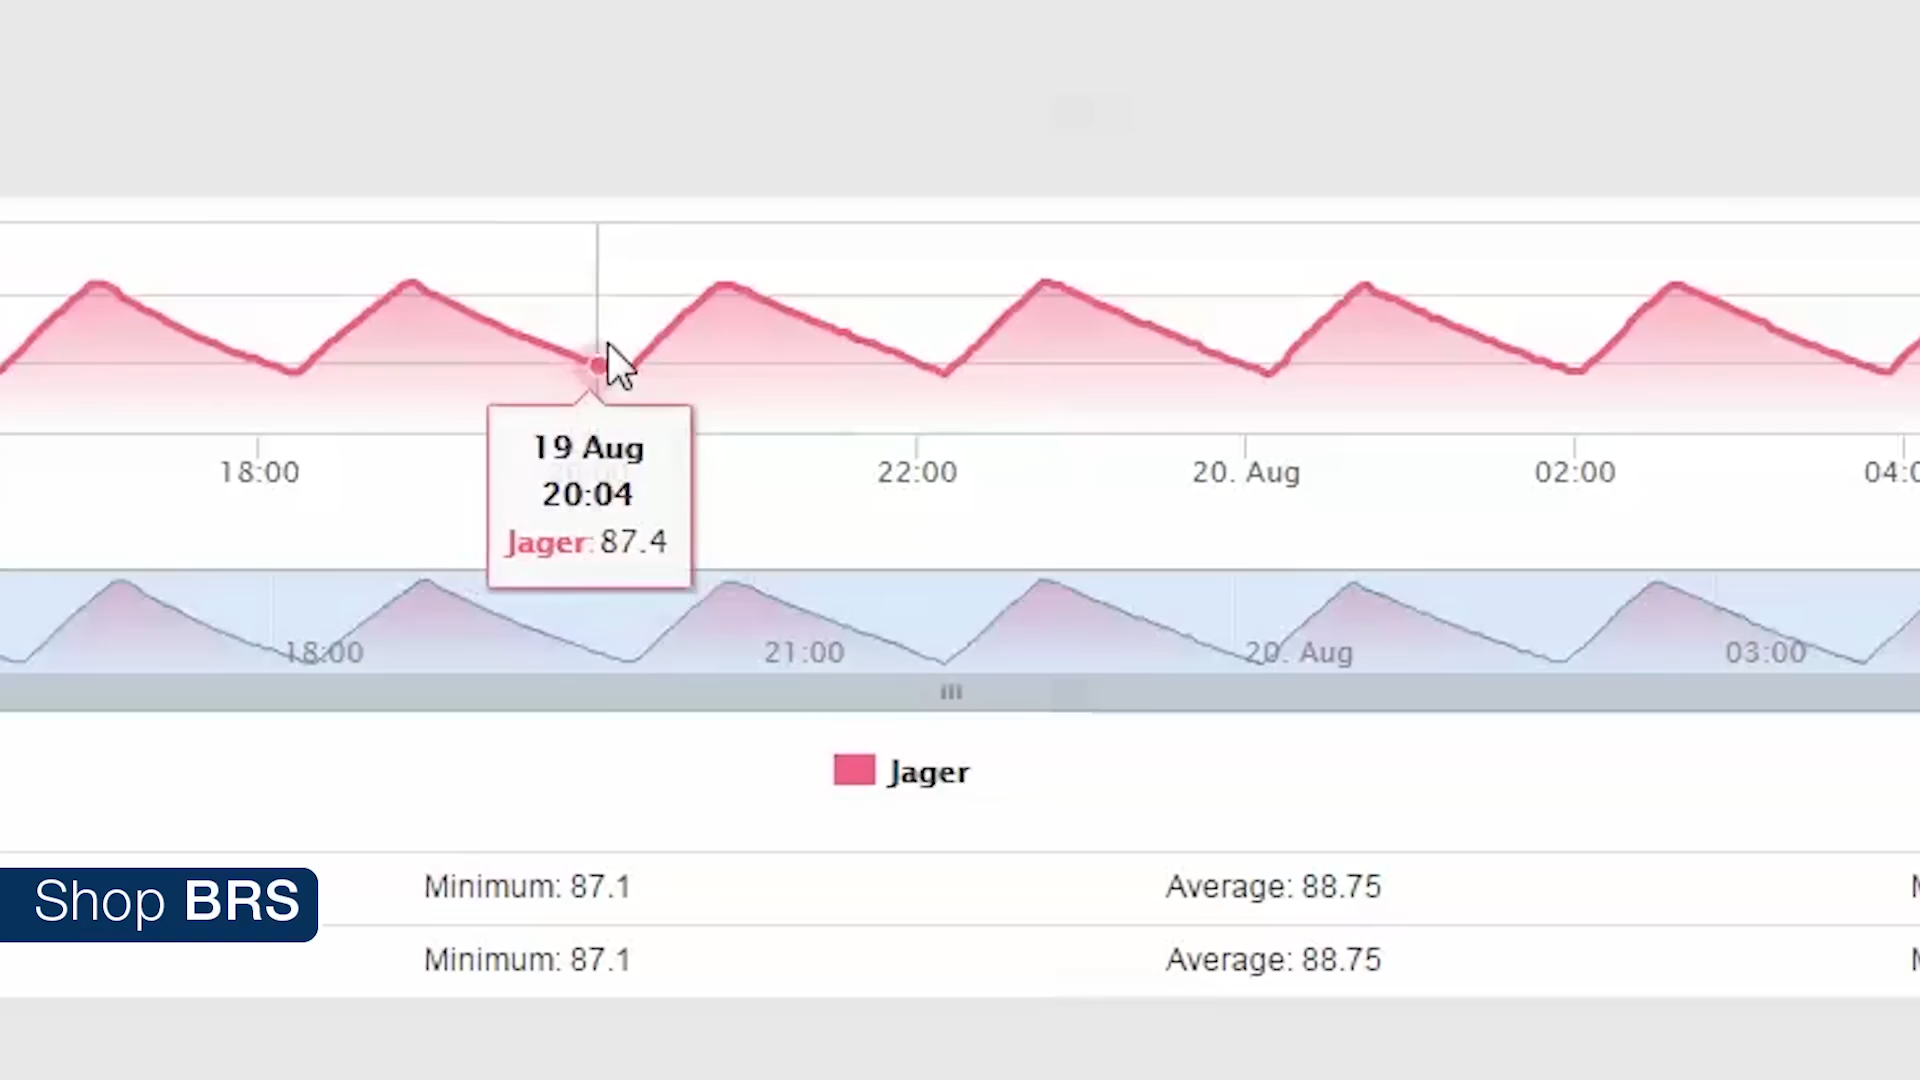 19 Aug
20:04
Jager: 87.4
18:00
22:00
20. Aug
02:00
18:00
21:00
20. Aug
03:00
Jager
Shop BRS
Minimum: 87.1
Average: 88.75
Minimum: 87.1
Average: 88.75